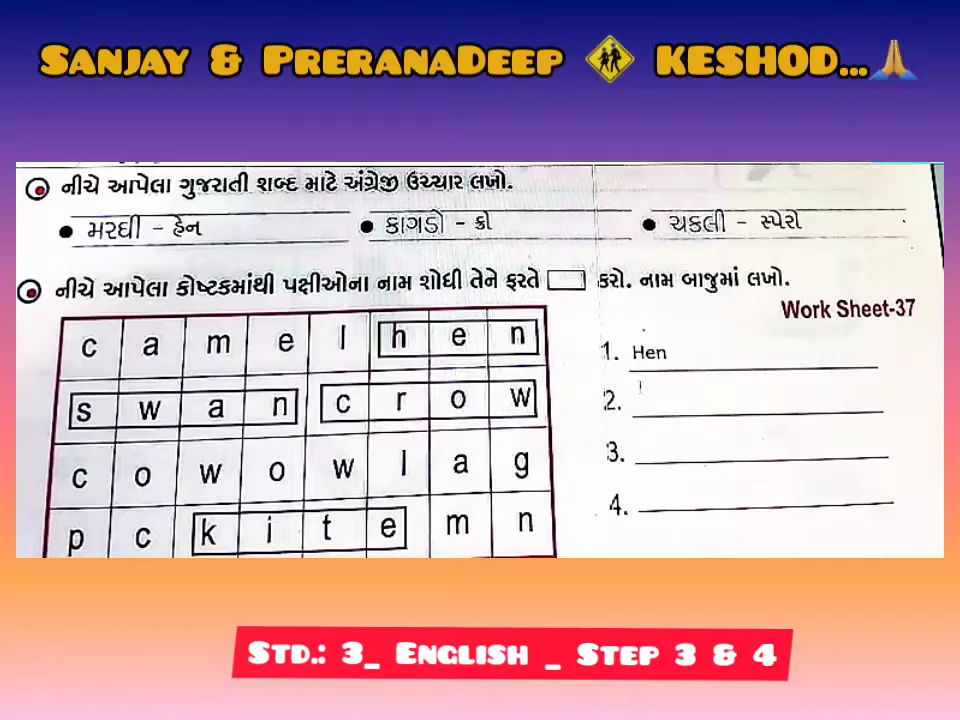 SANJAY & PRERANADEEP KESHOD...
નીચે આપેલા ગુજરાતી શબ્દ માટે અંગ્રેજી ઉચ્ચાર લખો.
• મરઘી - હેન • કાગડો - ક્રો • ચકલી - સ્પેરો
નીચે આપેલા કોષ્ટકમાંથી પક્ષીઓના નામ શોધી તેને ફરતે કરો. નામ બાજુમાં લખો.
Work Sheet-37
c a m e l h e n
s w a n c r o w
c o w o w l a g
p c k i t e m n
1. Hen
2.
3.
4.
STD.: 3_ ENGLISH _ STEP 3 & 4